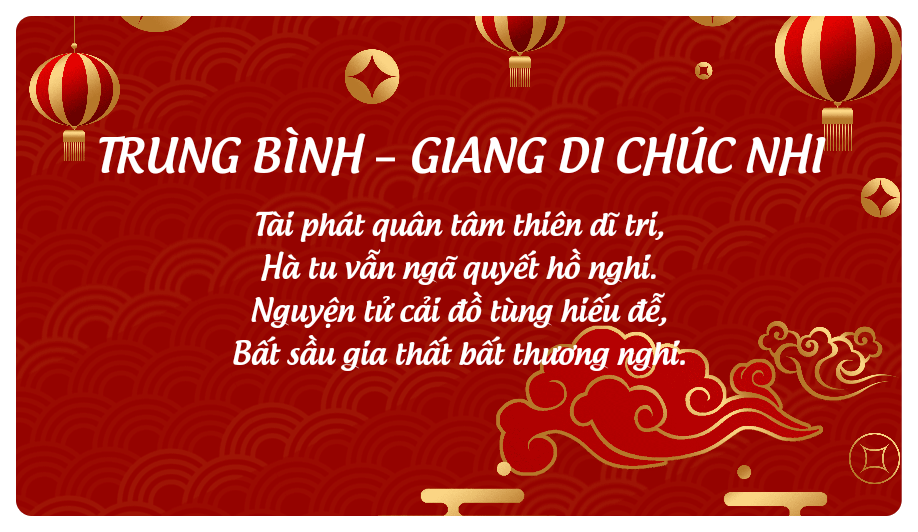 TRUNG BÌNH – GIANG DI CHÚC NHI
Tài phát quân tâm thiên dĩ tri,
Hà tu vẫn ngã quyết hồ nghi.
Nguyện tử cải đồ tùng hiếu đễ,
Bất sầu gia thất bất thương nghi.